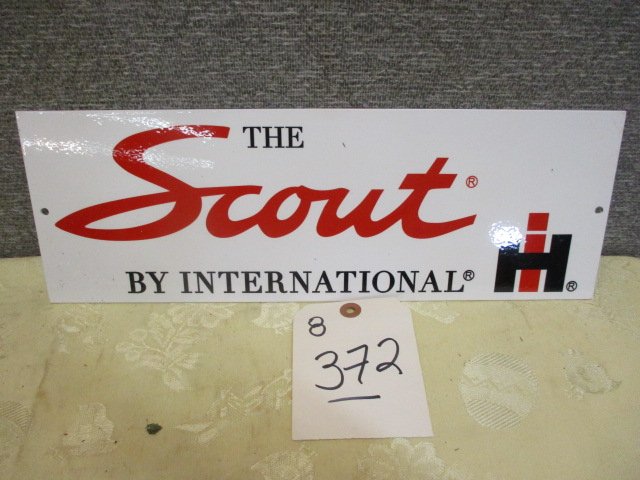 THE
Scout®
BY INTERNATIONAL®
IH®
8
372